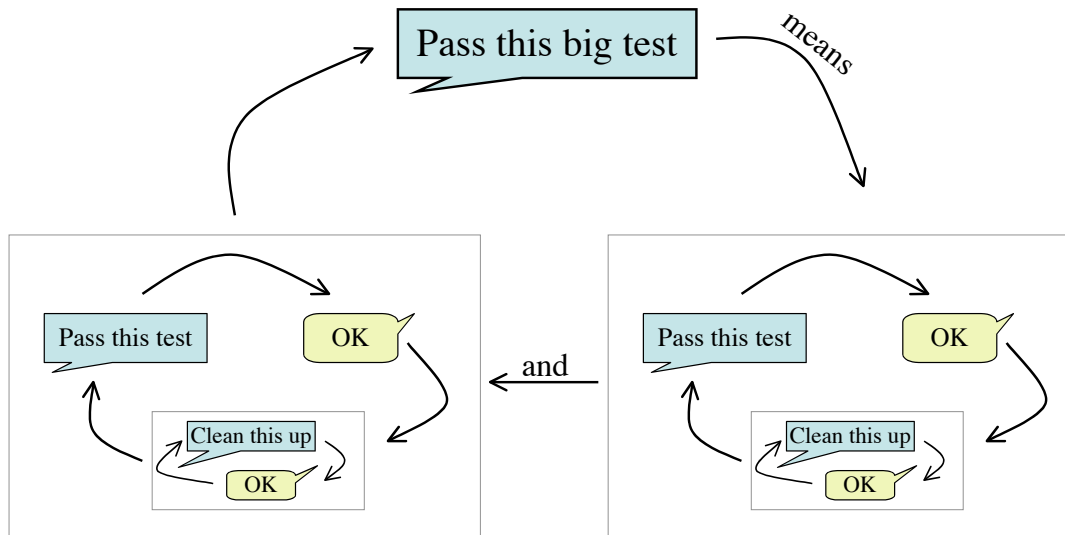 Pass this big test
means
Pass this test
OK
Clean this up
OK
and
Pass this test
OK
Clean this up
OK